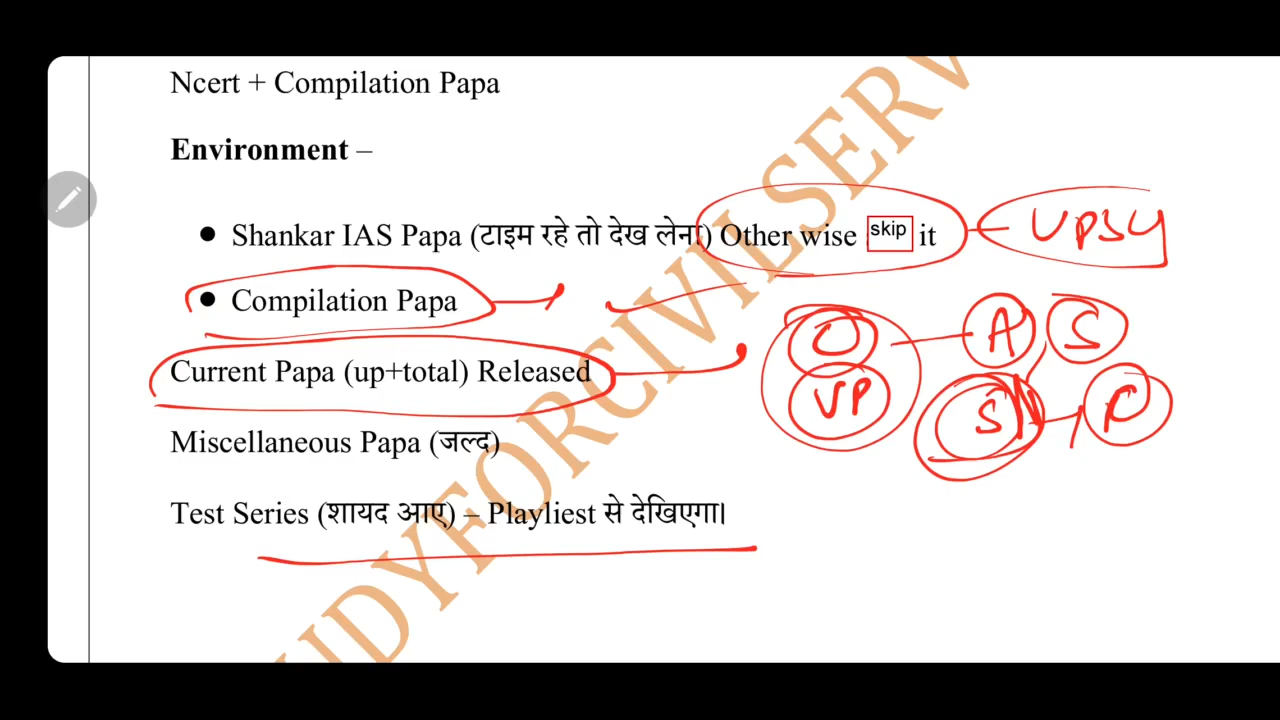 Ncert + Compilation Papa
Environment –
• Shankar IAS Papa (टाइम रहे तो देख लेना) Other wise skip it
• Compilation Papa
Current Papa (up+total) Released
Miscellaneous Papa (जल्द)
Test Series (शायद आए) – Playliest से देखिएगा।
A
S
UP
S